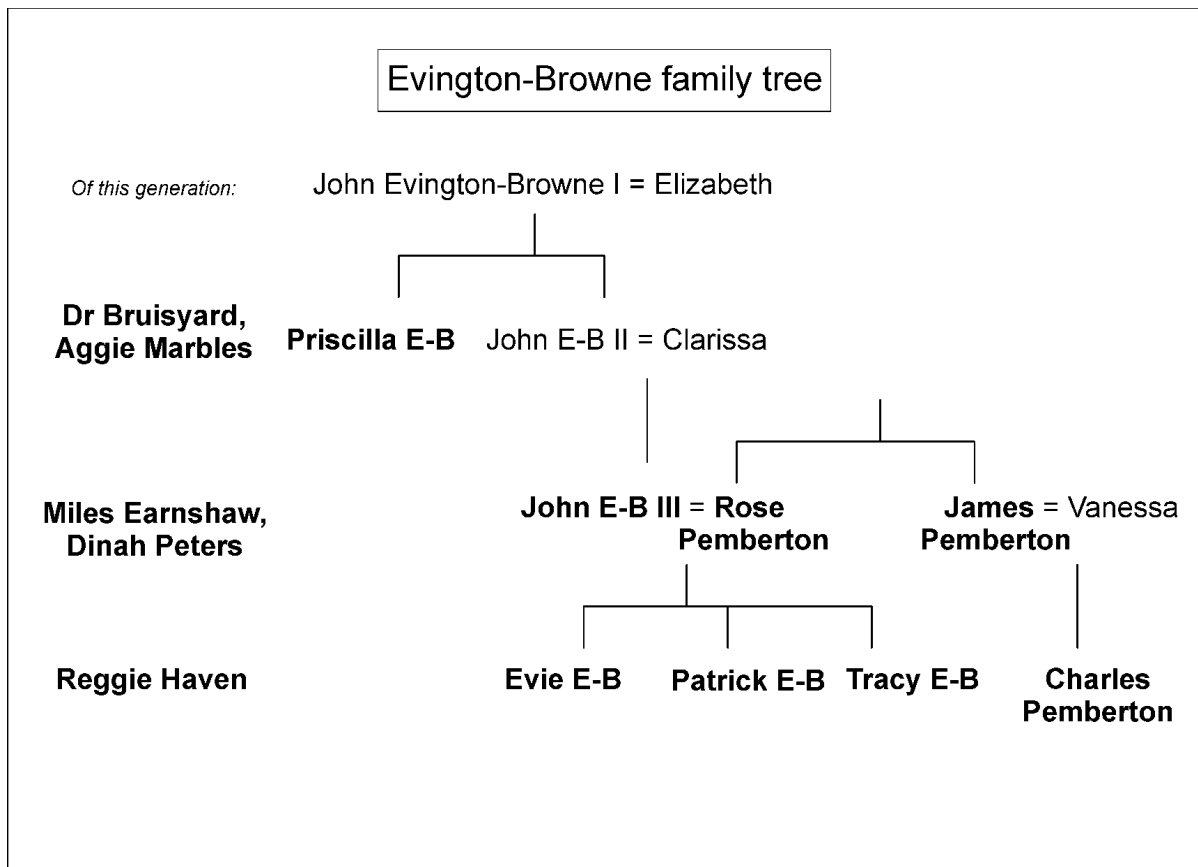 Evington-Browne family tree
Of this generation:
John Evington-Browne I = Elizabeth
Dr Bruisyard,
Aggie Marbles
Priscilla E-B
John E-B II = Clarissa
Miles Earnshaw,
Dinah Peters
John E-B III = Rose
Pemberton
James = Vanessa
Pemberton
Reggie Haven
Evie E-B
Patrick E-B
Tracy E-B
Charles
Pemberton